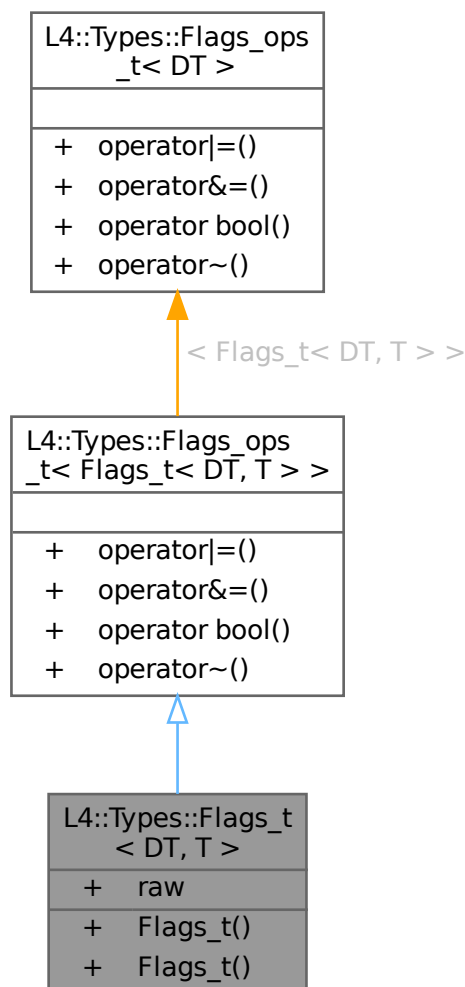 L4::Types::Flags_ops
_t< DT >
+ operator|=()
+ operator&=()
+ operator bool()
+ operator~()
< Flags_t< DT, T > >
L4::Types::Flags_ops
_t< Flags_t< DT, T > >
+ operator|=()
+ operator&=()
+ operator bool()
+ operator~()
L4::Types::Flags_t
< DT, T >
+ raw
+ Flags_t()
+ Flags_t()